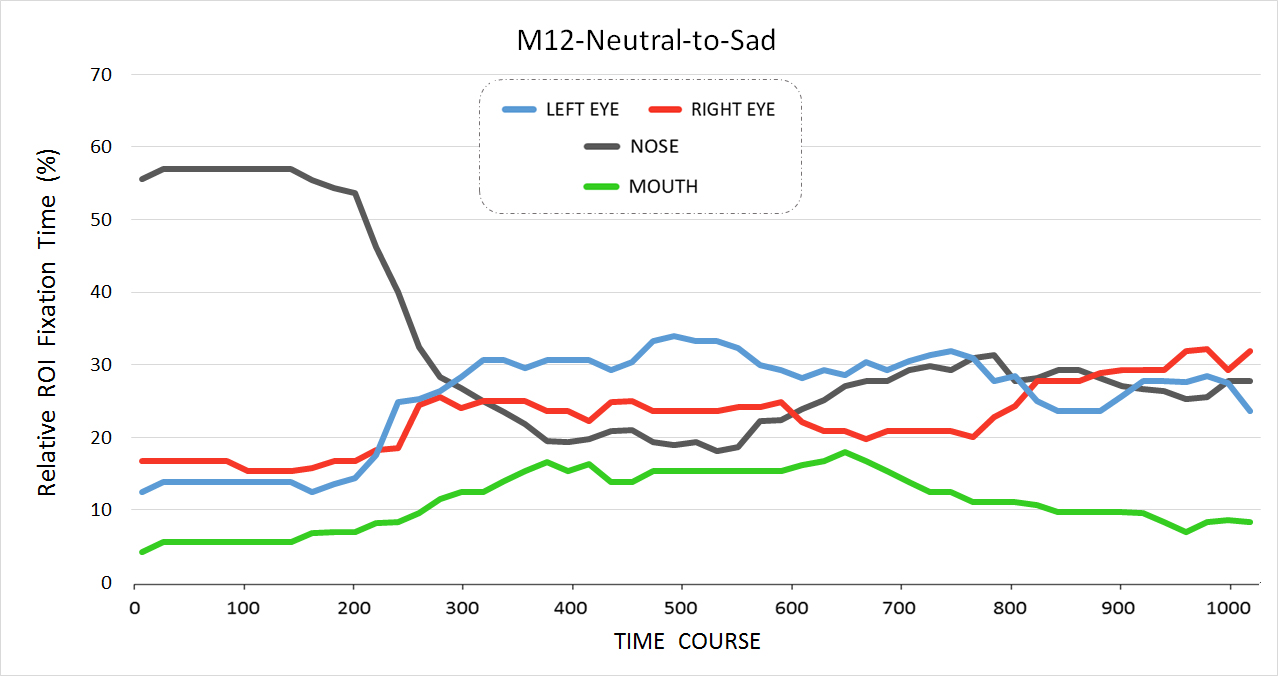 M12-Neutral-to-Sad
70
60
50
40
30
20
10
0
Relative ROI Fixation Time (%)
LEFT EYE RIGHT EYE
NOSE
MOUTH
0 100 200 300 400 500 600 700 800 900 1000
TIME COURSE